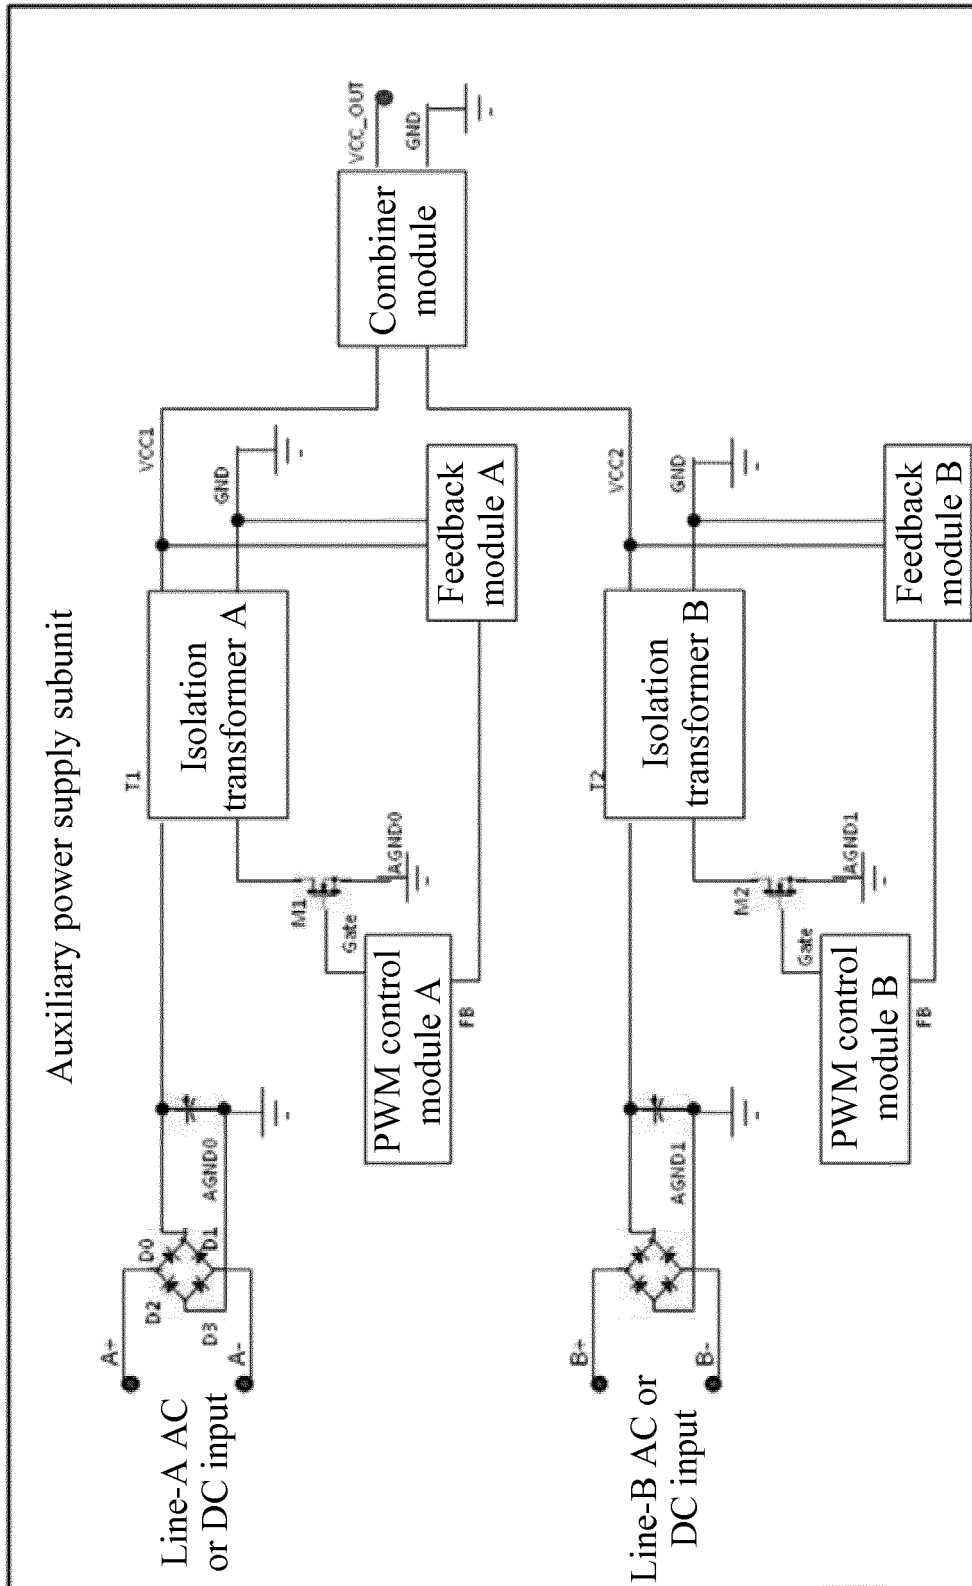 Auxiliary power supply subunit
Line-A AC
or DC input
A+
A-
D0
D1
D2
D3
AGND0
T1
Isolation
transformer A
M1
Gate
AGND0
PWM control
module A
FB
VCC1
GND
Feedback
module A
Combiner
module
VCC_OUT
GND
Line-B AC or
DC input
B+
B-
AGND1
T2
Isolation
transformer B
M2
Gate
AGND1
PWM control
module B
FB
VCC2
GND
Feedback
module B